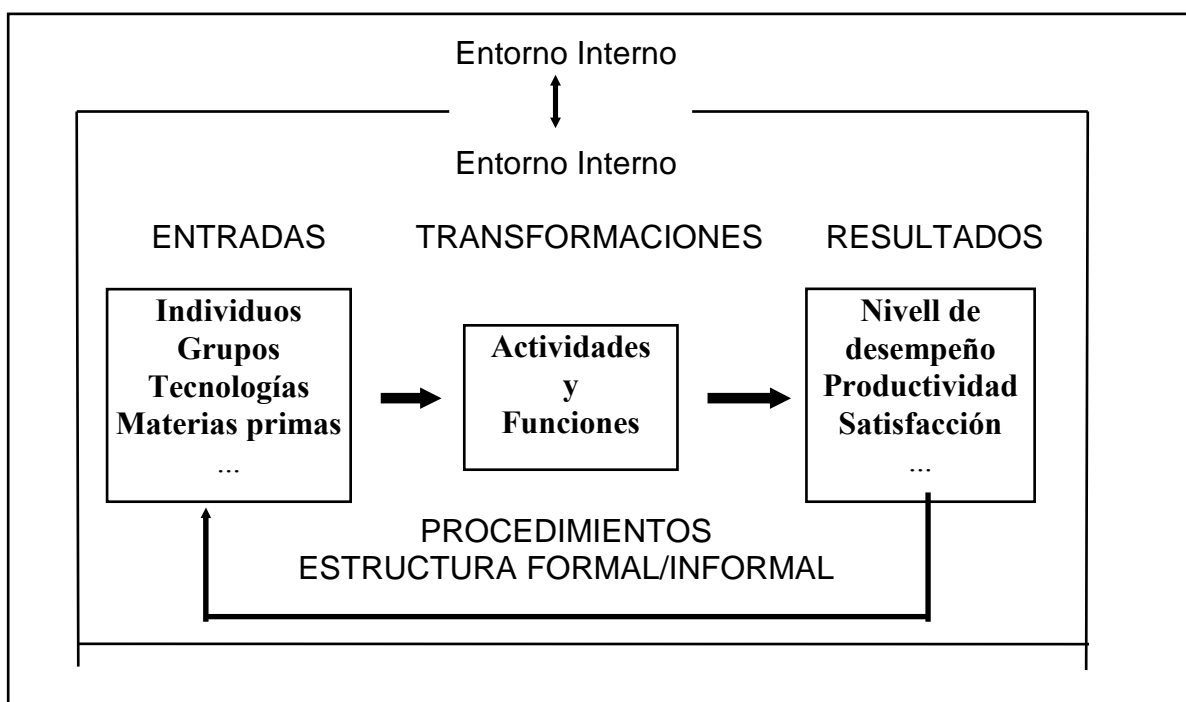 Entorno Interno
Entorno Interno
ENTRADAS
TRANSFORMACIONES
RESULTADOS
Individuos
Grupos
Tecnologías
Materias primas
...
Actividades
y
Funciones
Nivell de
desempeño
Productividad
Satisfacción
...
PROCEDIMIENTOS
ESTRUCTURA FORMAL/INFORMAL